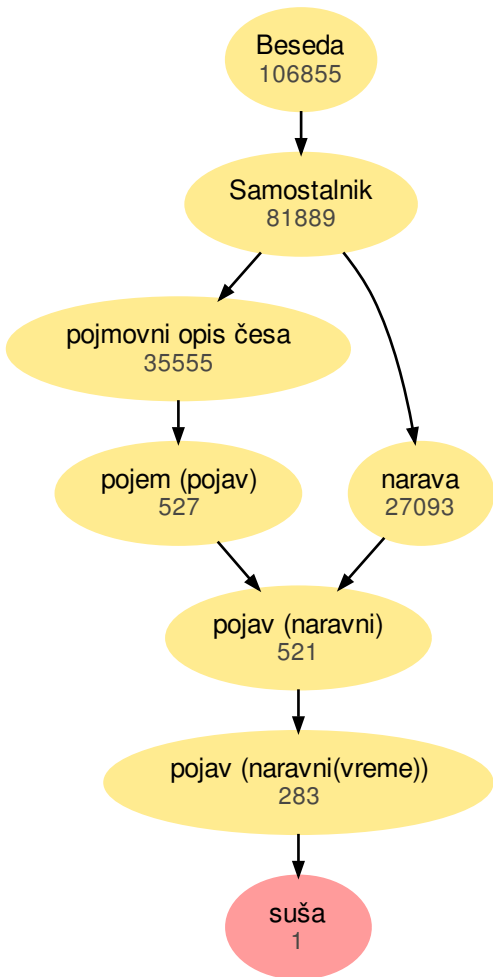 Beseda
106855
Samostalnik
81889
pojmovni opis česa
35555
pojem (pojav)
527
narava
27093
pojav (naravni)
521
pojav (naravni(vreme))
283
suša
1